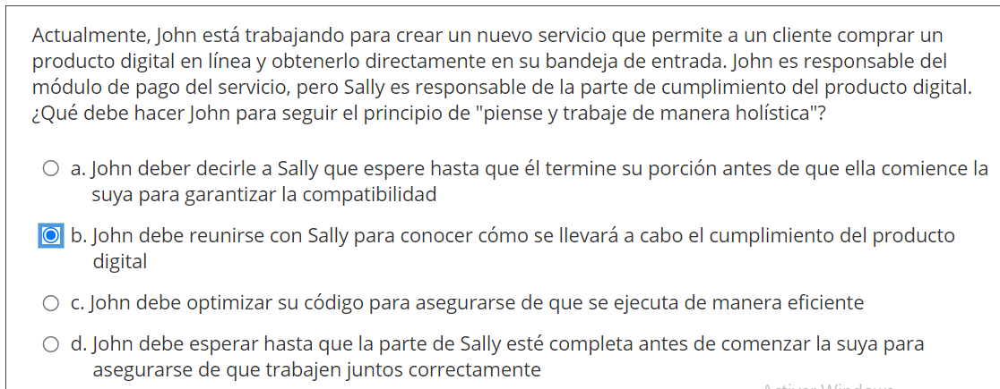 Actualmente, John está trabajando para crear un nuevo servicio que permite a un cliente comprar un
producto digital en línea y obtenerlo directamente en su bandeja de entrada. John es responsable del
módulo de pago del servicio, pero Sally es responsable de la parte de cumplimiento del producto digital.
¿Qué debe hacer John para seguir el principio de "piense y trabaje de manera holística"?
a. John deber decirle a Sally que espere hasta que él termine su porción antes de que ella comience la
suya para garantizar la compatibilidad
b. John debe reunirse con Sally para conocer cómo se llevará a cabo el cumplimiento del producto
digital
c. John debe optimizar su código para asegurarse de que se ejecuta de manera eficiente
d. John debe esperar hasta que la parte de Sally esté completa antes de comenzar la suya para
asegurarse de que trabajen juntos correctamente